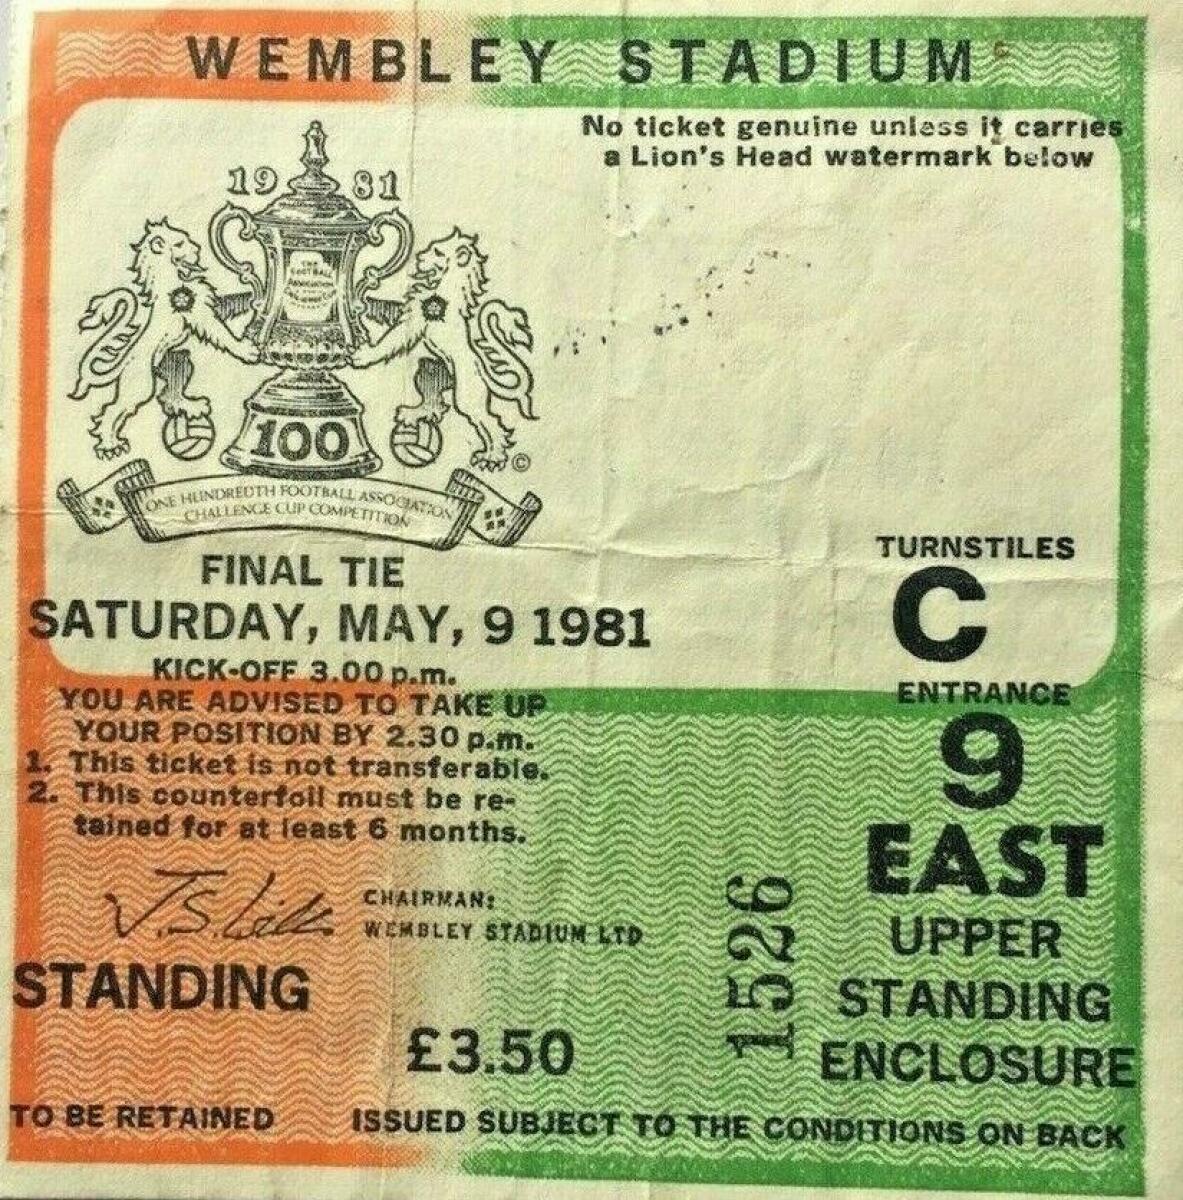 WEMBLEY STADIUM
No ticket genuine unless it carries
a Lion's Head watermark below
1981
THE
FOOTBALL
ASSOCIATION
100
©
ONE HUNDREDTH FOOTBALL ASSOCIATION
CHALLENGE CUP COMPETITION
FINAL TIE
SATURDAY, MAY, 9 1981
KICK-OFF 3.00 p.m.
YOU ARE ADVISED TO TAKE UP
YOUR POSITION BY 2.30 p.m.
1. This ticket is not transferable.
2. This counterfoil must be re-
tained for at least 6 months.
CHAIRMAN:
WEMBLEY STADIUM LTD
STANDING
£3.50
TO BE RETAINED
ISSUED SUBJECT TO THE CONDITIONS ON BACK
TURNSTILES
C
ENTRANCE
9
EAST
UPPER
STANDING
ENCLOSURE
1526